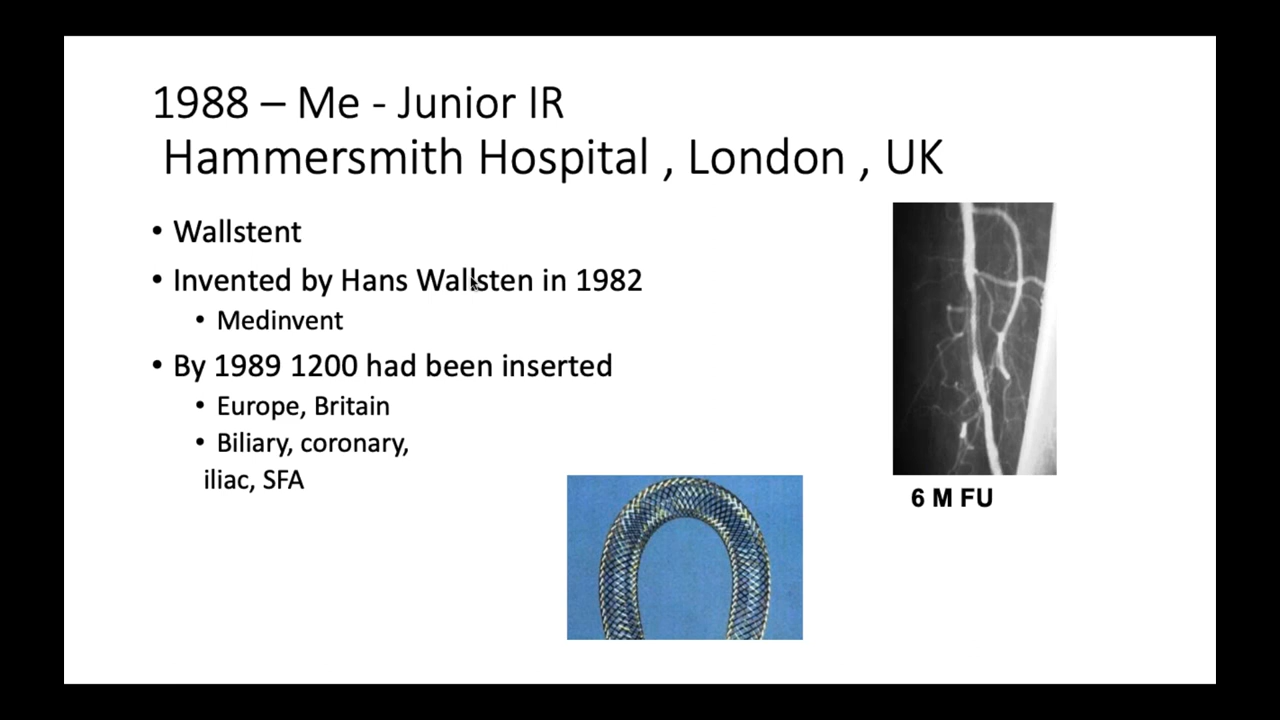 1988 – Me - Junior IR
Hammersmith Hospital , London , UK
• Wallstent
• Invented by Hans Wallsten in 1982
• Medinvent
• By 1989 1200 had been inserted
• Europe, Britain
• Biliary, coronary,
iliac, SFA
6 M FU